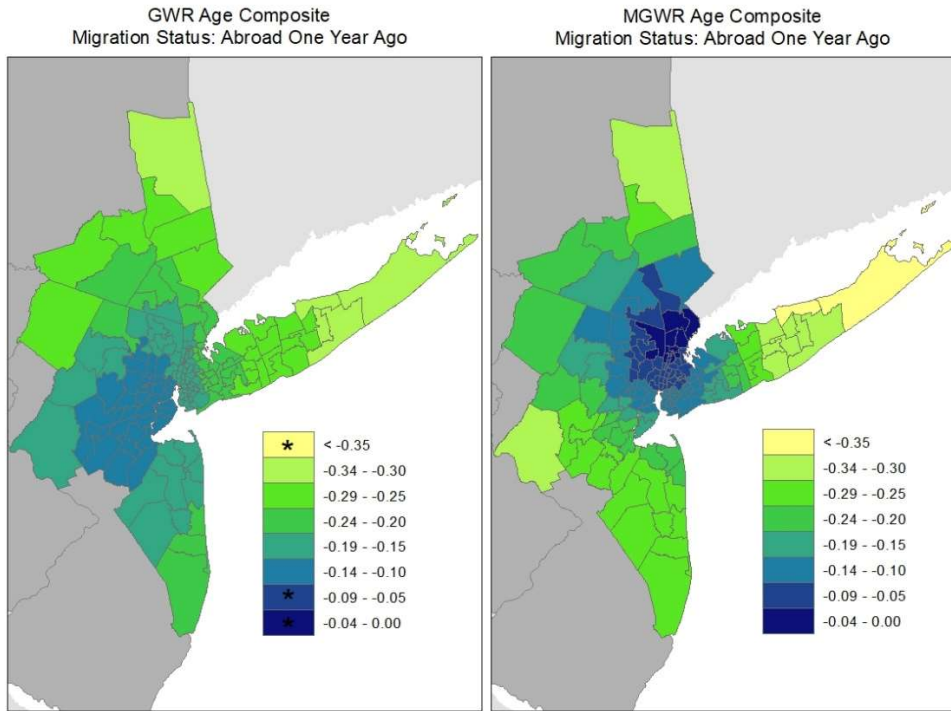 GWR Age Composite
Migration Status: Abroad One Year Ago
* < -0.35
-0.34 - -0.30
-0.29 - -0.25
-0.24 - -0.20
-0.19 - -0.15
-0.14 - -0.10
* -0.09 - -0.05
* -0.04 - 0.00
MGWR Age Composite
Migration Status: Abroad One Year Ago
< -0.35
-0.34 - -0.30
-0.29 - -0.25
-0.24 - -0.20
-0.19 - -0.15
-0.14 - -0.10
-0.09 - -0.05
-0.04 - 0.00